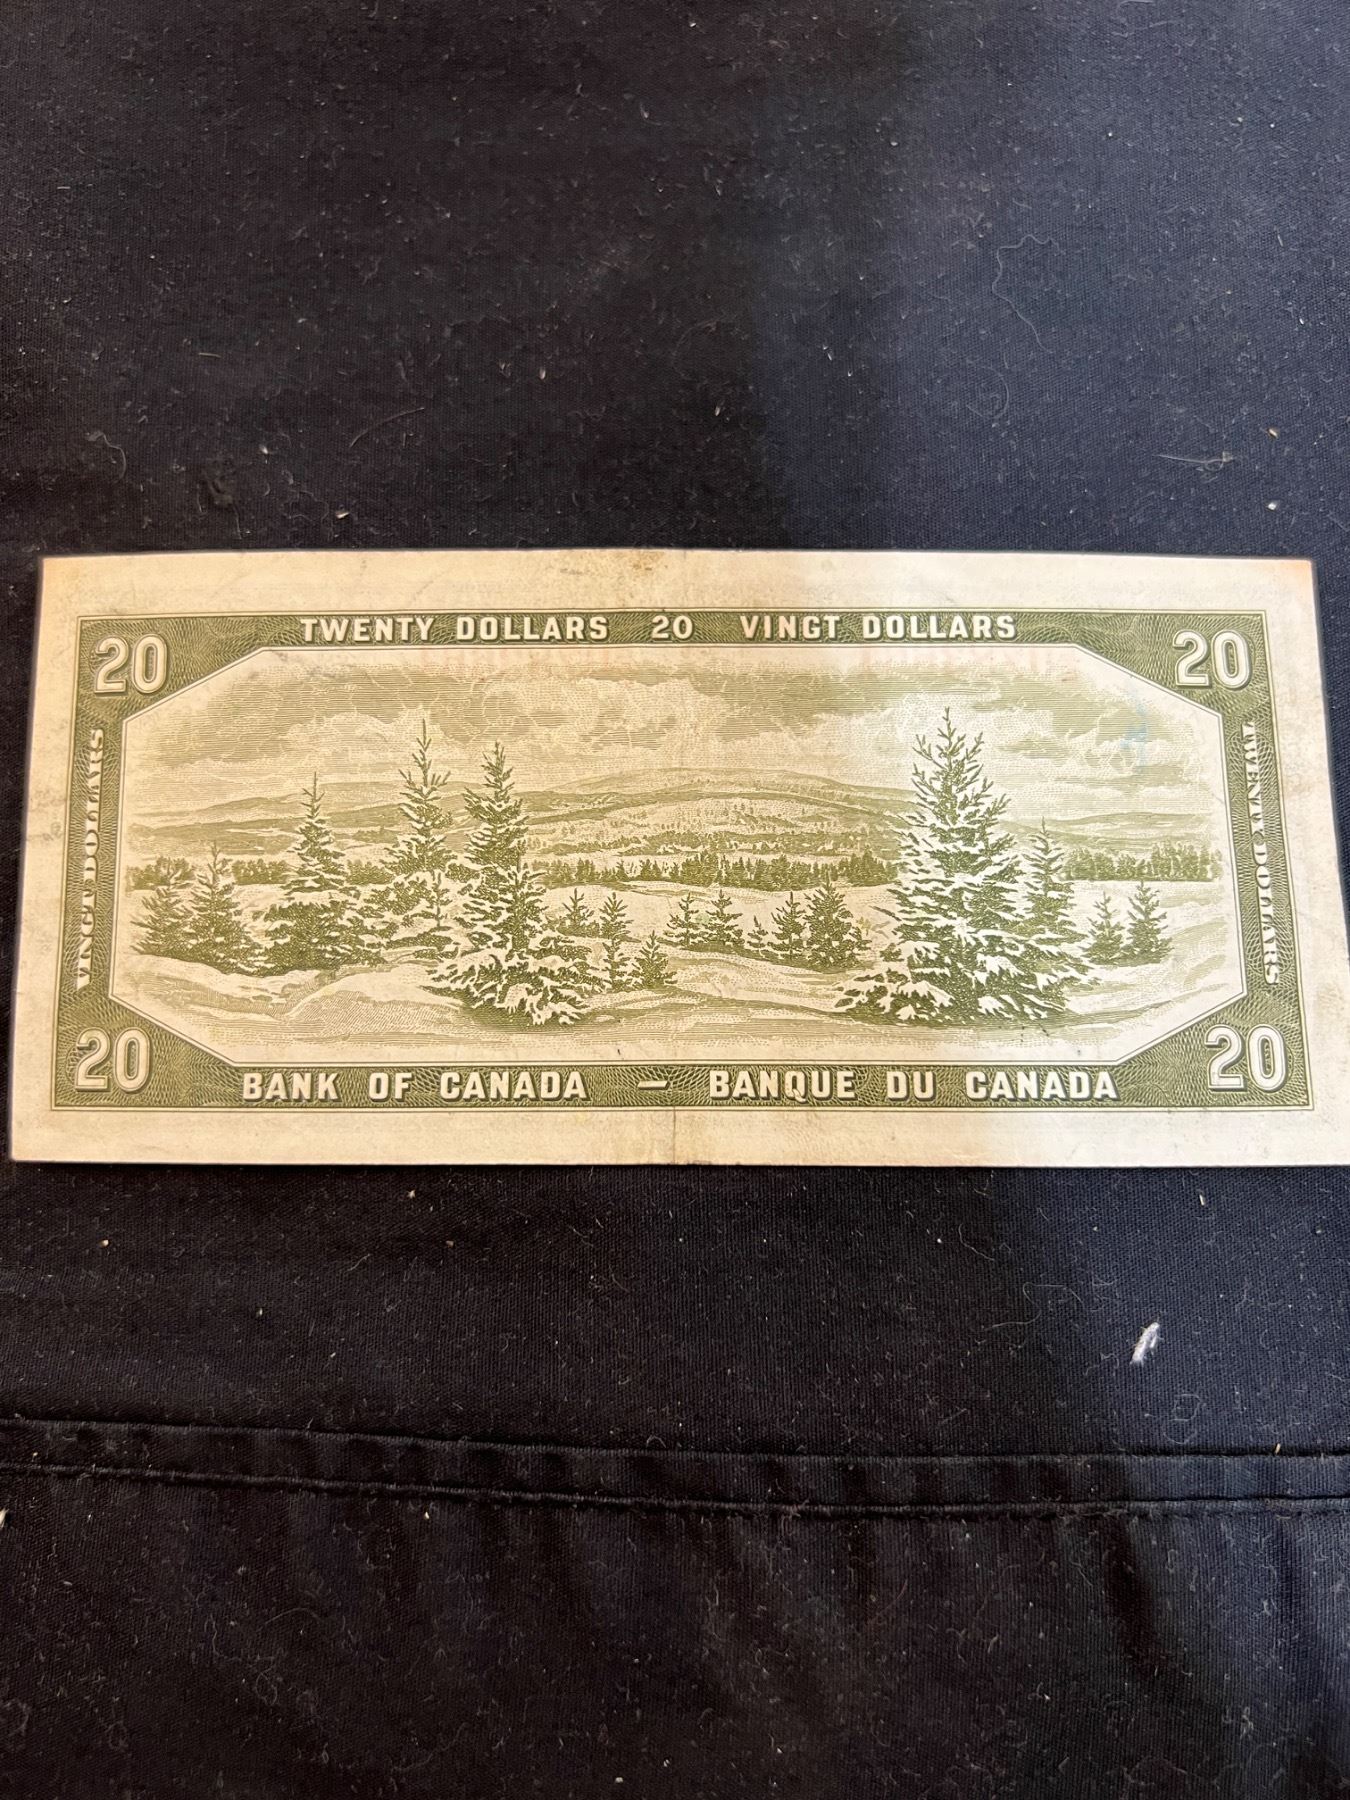 TWENTY DOLLARS 20 VINGT DOLLARS
20
20
VINGT DOLLARS
TWENTY DOLLARS
20
20
BANK OF CANADA — BANQUE DU CANADA